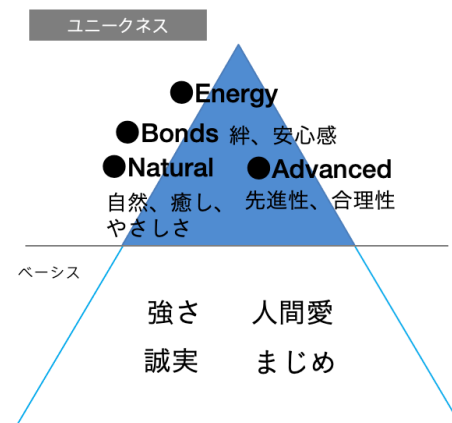 ユニークネス
●Energy
●Bonds 絆、安心感
●Natural ●Advanced
自然、癒し、 先進性、合理性
やさしさ
ベーシス
強さ 人間愛
誠実 まじめ